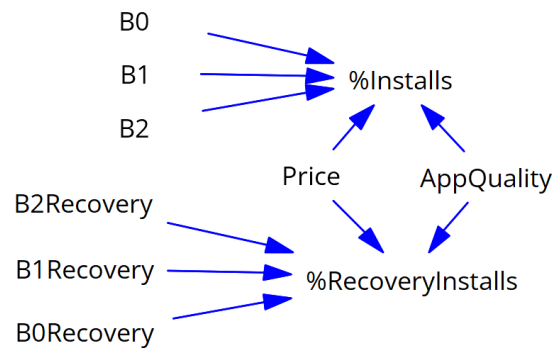 B0
B1
%Installs
B2
Price
AppQuality
B2Recovery
B1Recovery
%RecoveryInstalls
B0Recovery